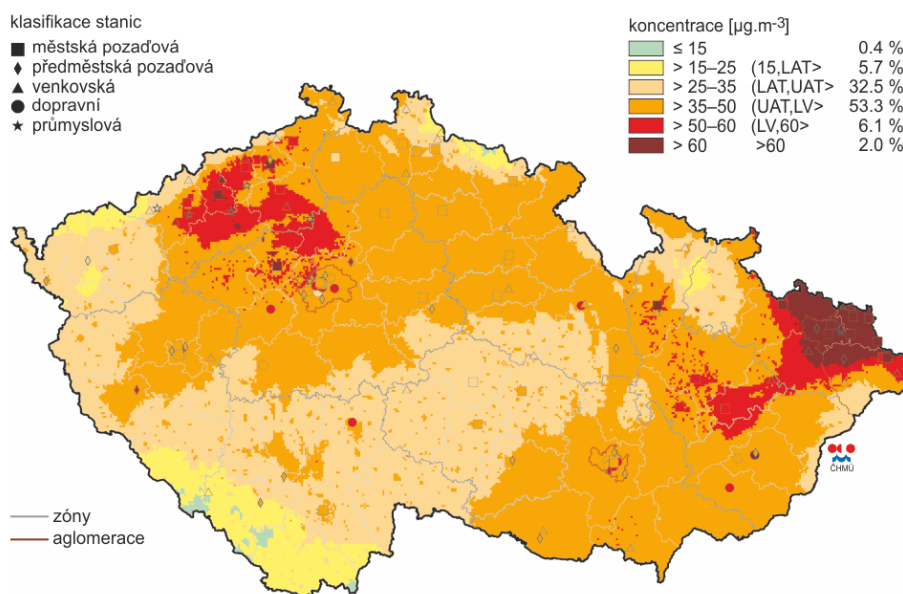 klasifikace stanic
městská pozaďová
předměstská pozaďová
venkovská
dopravní
průmyslová
koncentrace [µg.m-3]
≤ 15 0.4 %
> 15–25 (15,LAT> 5.7 %
> 25–35 (LAT,UAT> 32.5 %
> 35–50 (UAT,LV> 53.3 %
> 50–60 (LV,60> 6.1 %
> 60 >60 2.0 %
ČHMÚ
zóny
aglomerace